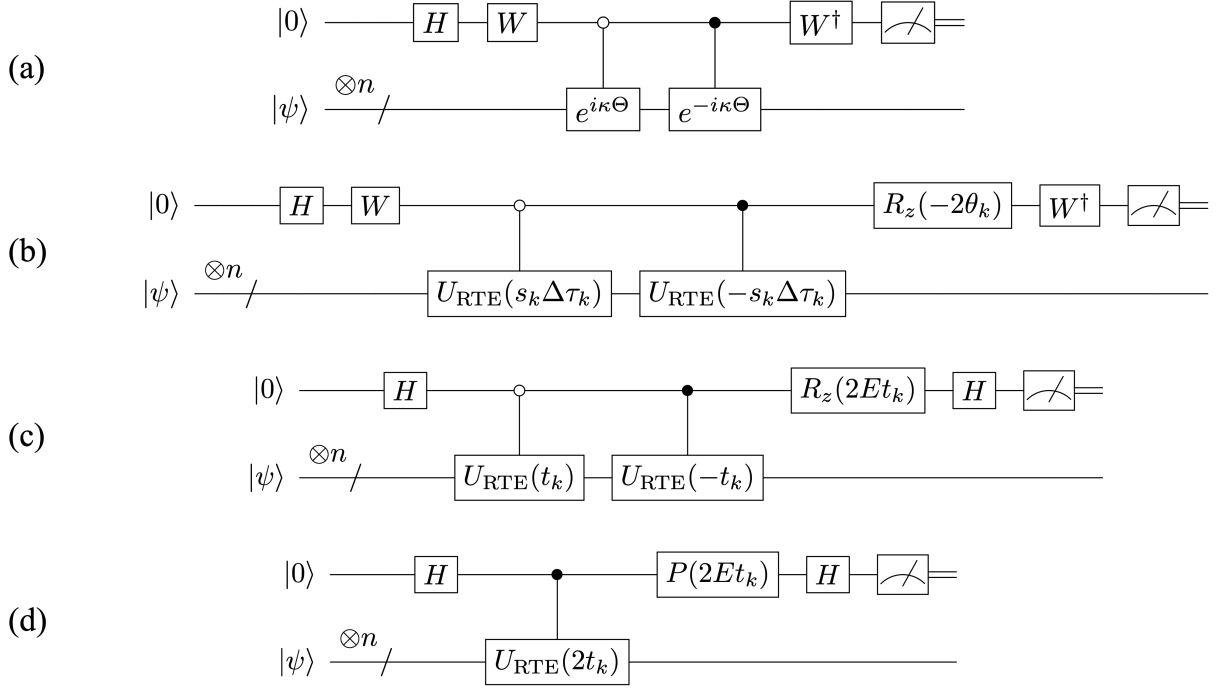 |0⟩ H W W†
(a)
⊗n
|ψ⟩ e^{iκΘ} e^{-iκΘ}
|0⟩ H W R_z(−2θ_k) W†
(b)
⊗n
|ψ⟩ U_RTE(s_kΔτ_k) U_RTE(−s_kΔτ_k)
|0⟩ H R_z(2Et_k) H
(c)
⊗n
|ψ⟩ U_RTE(t_k) U_RTE(−t_k)
|0⟩ H P(2Et_k) H
(d)
⊗n
|ψ⟩ U_RTE(2t_k)